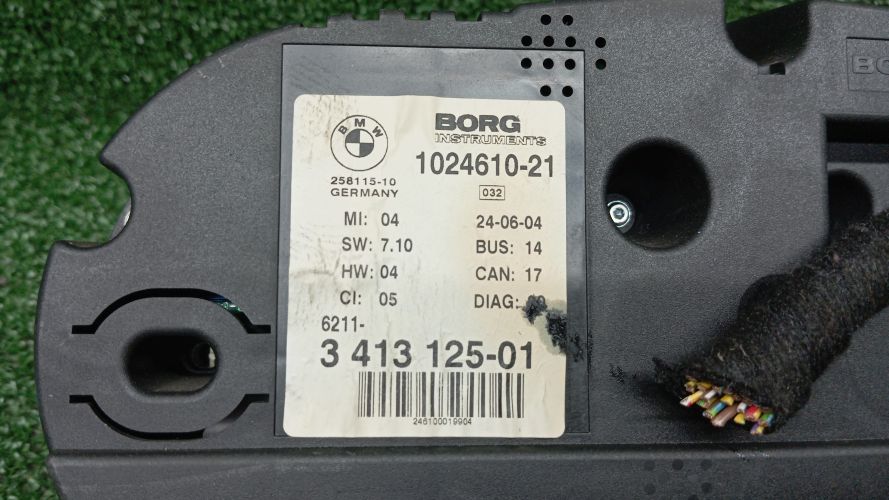 BMW
BORG
INSTRUMENTS
258115-10
GERMANY
1024610-21
032
MI: 04
24-06-04
SW: 7.10
BUS: 14
HW: 04
CAN: 17
CI: 05
DIAG:
6211-
3 413 125-01
246100019904